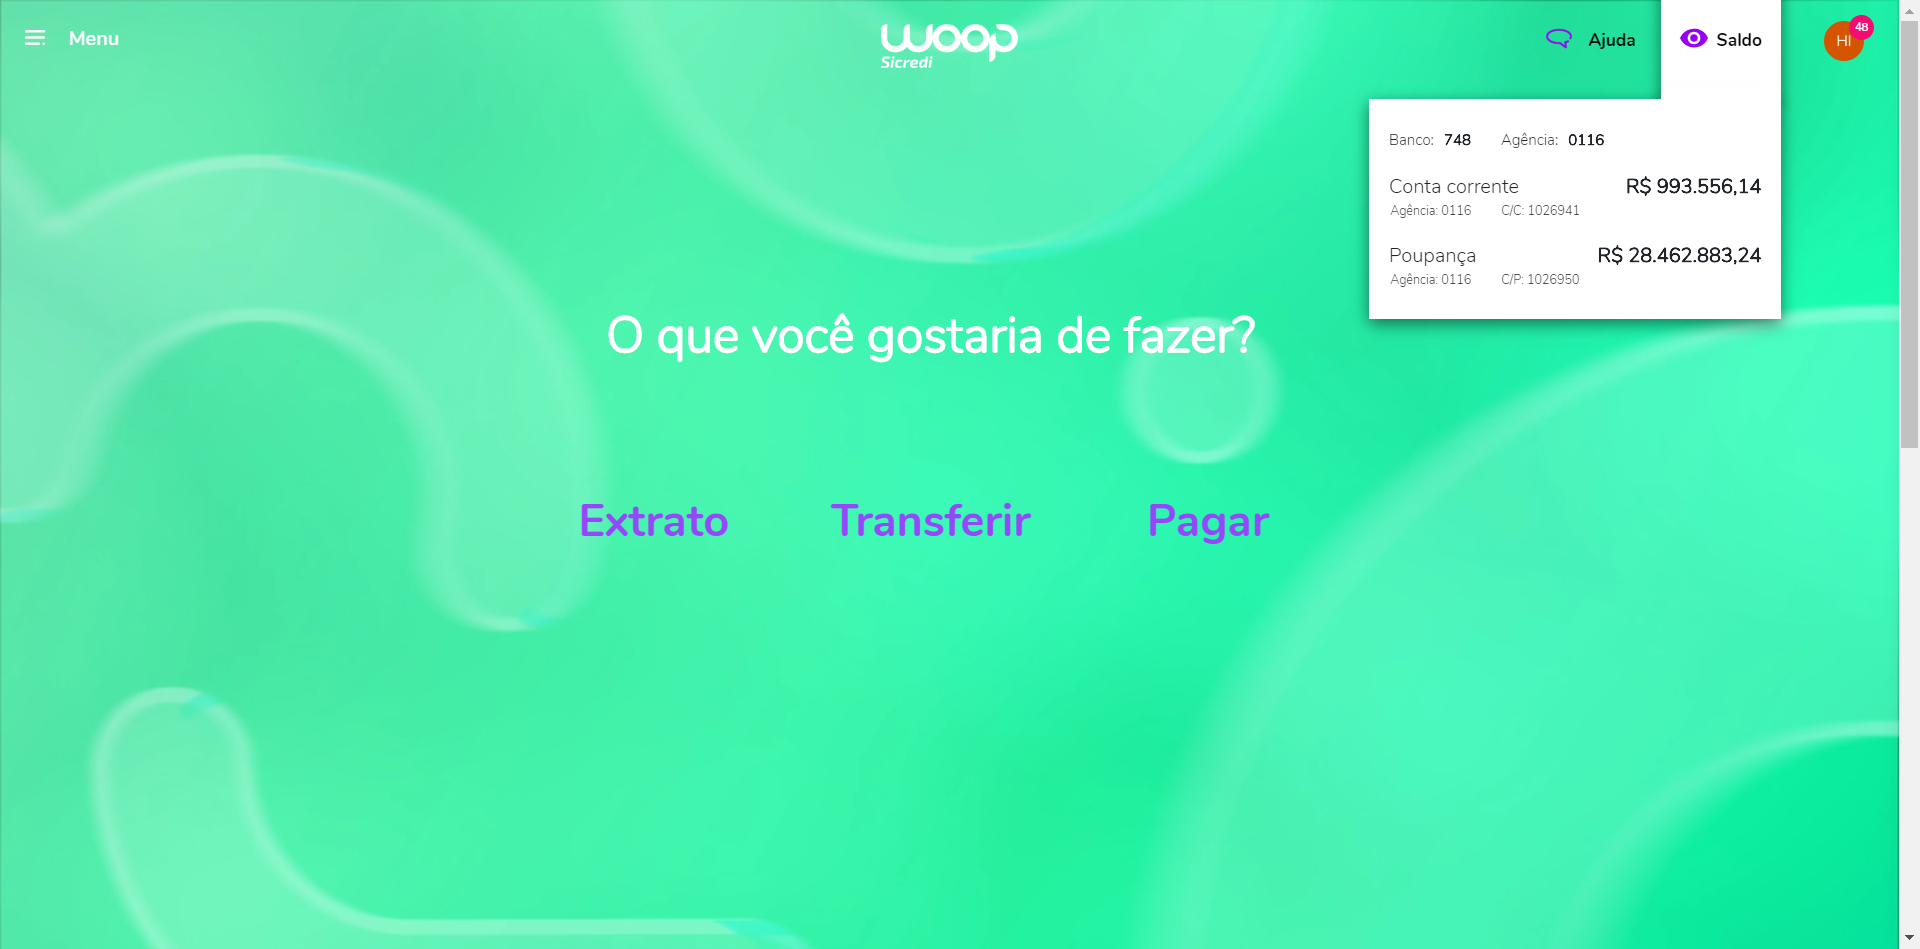 Menu
woop
Sicredi
Ajuda
Saldo
HI
48
Banco: 748 Agência: 0116
Conta corrente R$ 993.556,14
Agência: 0116 C/C: 1026941
Poupança R$ 28.462.883,24
Agência: 0116 C/P: 1026950
O que você gostaria de fazer?
Extrato Transferir Pagar